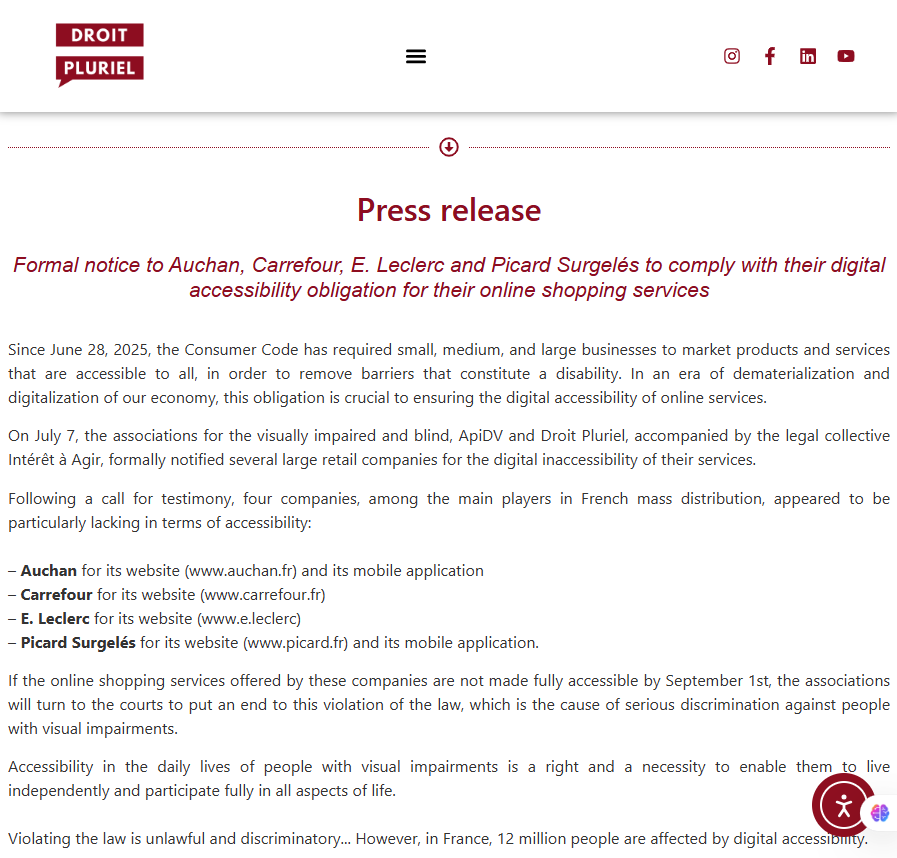 DROIT
PLURIEL
Press release
Formal notice to Auchan, Carrefour, E. Leclerc and Picard Surgelés to comply with their digital
accessibility obligation for their online shopping services
Since June 28, 2025, the Consumer Code has required small, medium, and large businesses to market products and services
that are accessible to all, in order to remove barriers that constitute a disability. In an era of dematerialization and
digitalization of our economy, this obligation is crucial to ensuring the digital accessibility of online services.
On July 7, the associations for the visually impaired and blind, ApiDV and Droit Pluriel, accompanied by the legal collective
Intérêt à Agir, formally notified several large retail companies for the digital inaccessibility of their services.
Following a call for testimony, four companies, among the main players in French mass distribution, appeared to be
particularly lacking in terms of accessibility:
– Auchan for its website (www.auchan.fr) and its mobile application
– Carrefour for its website (www.carrefour.fr)
– E. Leclerc for its website (www.e.leclerc)
– Picard Surgelés for its website (www.picard.fr) and its mobile application.
If the online shopping services offered by these companies are not made fully accessible by September 1st, the associations
will turn to the courts to put an end to this violation of the law, which is the cause of serious discrimination against people
with visual impairments.
Accessibility in the daily lives of people with visual impairments is a right and a necessity to enable them to live
independently and participate fully in all aspects of life.
Violating the law is unlawful and discriminatory... However, in France, 12 million people are affected by digital accessibility.